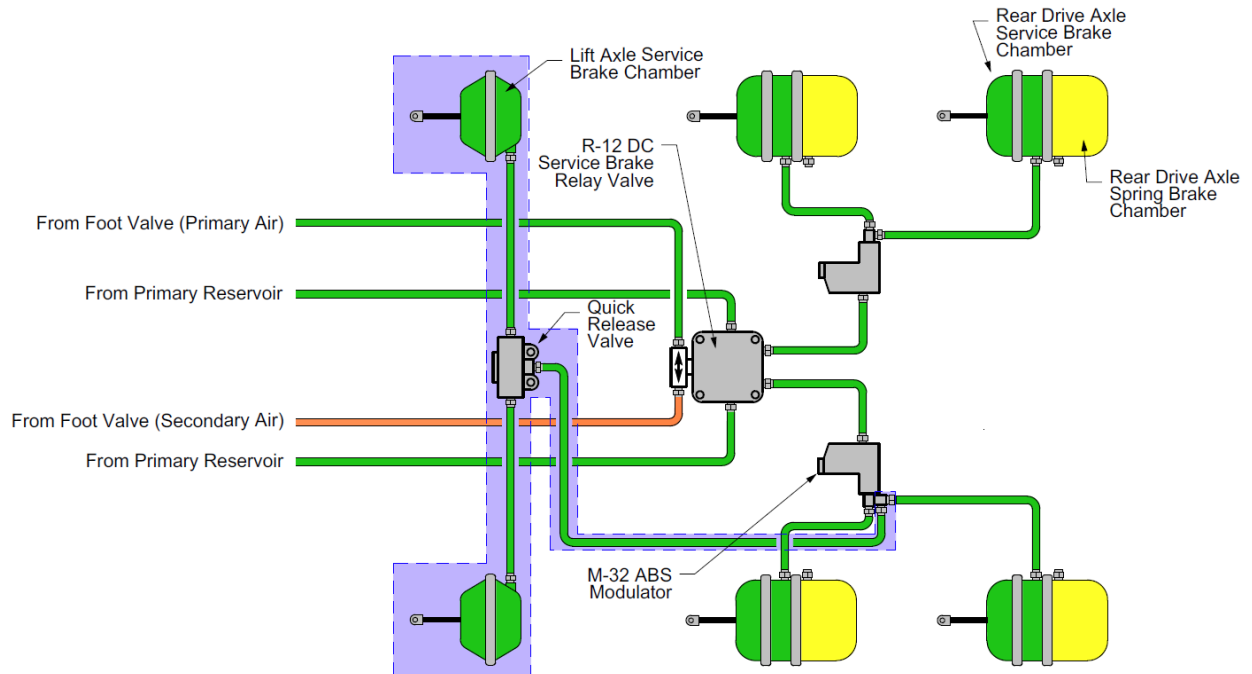 Lift Axle Service
Brake Chamber
Rear Drive Axle
Service Brake
Chamber
R-12 DC
Service Brake
Relay Valve
Rear Drive Axle
Spring Brake
Chamber
From Foot Valve (Primary Air)
From Primary Reservoir
Quick
Release
Valve
From Foot Valve (Secondary Air)
From Primary Reservoir
M-32 ABS
Modulator